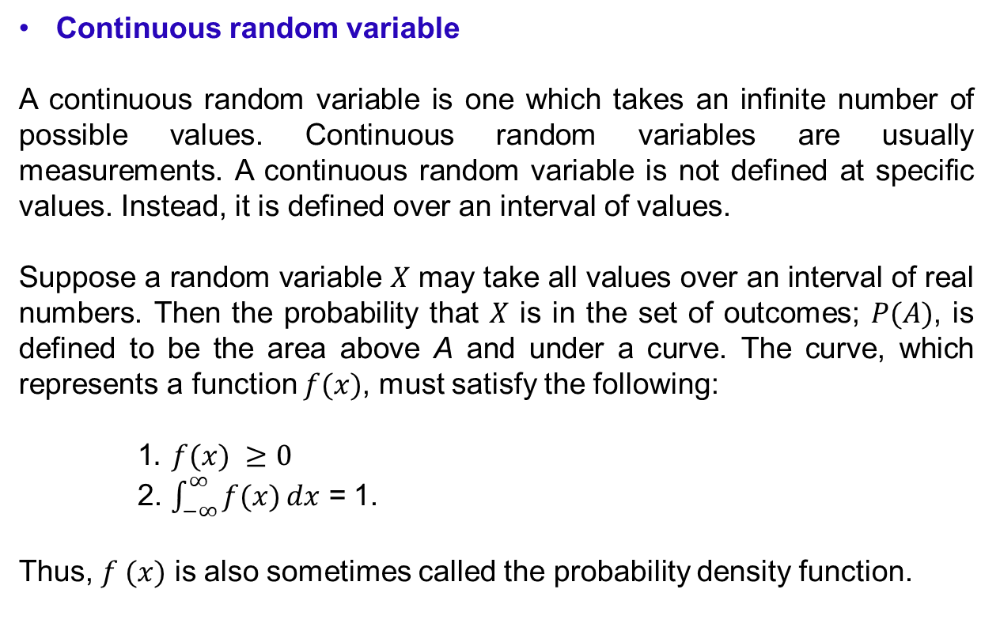 • Continuous random variable
A continuous random variable is one which takes an infinite number of
possible values. Continuous random variables are usually
measurements. A continuous random variable is not defined at specific
values. Instead, it is defined over an interval of values.
Suppose a random variable X may take all values over an interval of real
numbers. Then the probability that X is in the set of outcomes; P(A), is
defined to be the area above A and under a curve. The curve, which
represents a function f(x), must satisfy the following:
1. f(x) ≥ 0
2. ∫_{−∞}^{∞} f(x) dx = 1.
Thus, f (x) is also sometimes called the probability density function.